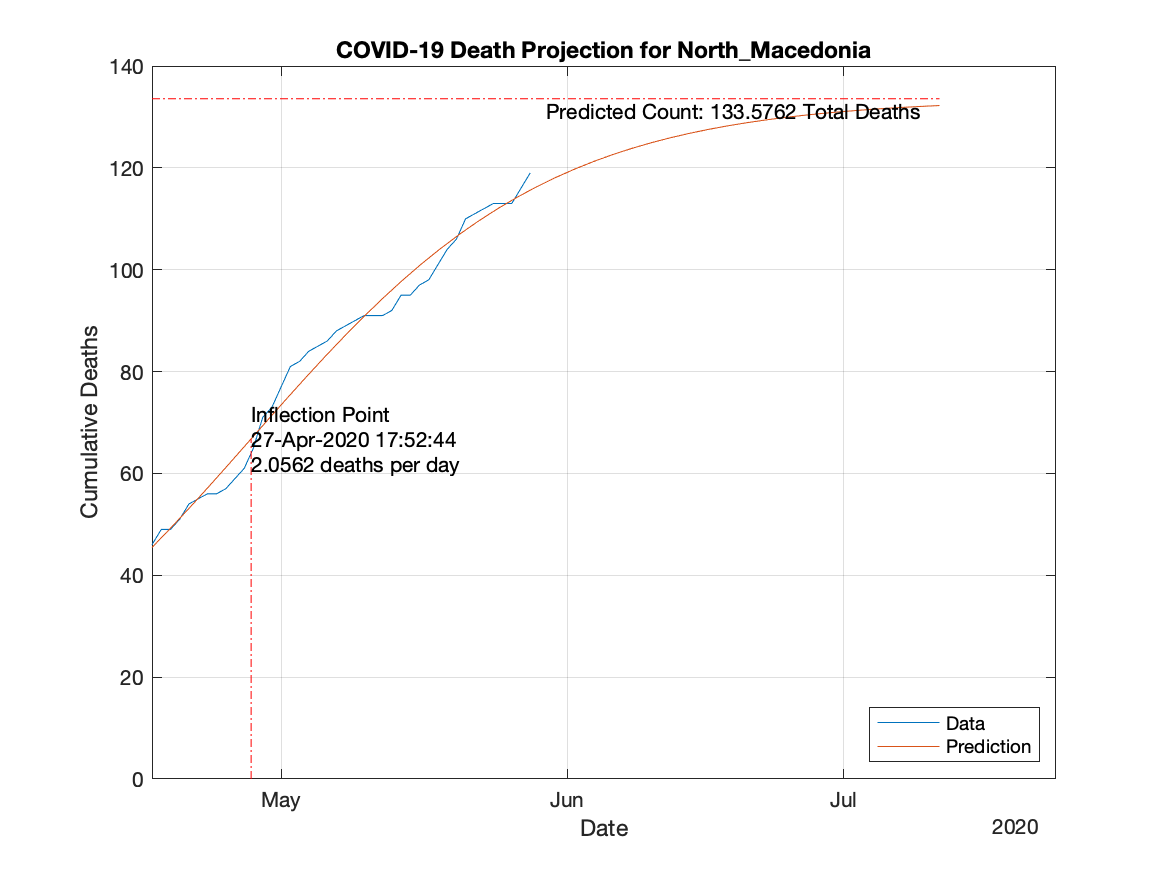 COVID-19 Death Projection for North_Macedonia
140
120
100
80
60
40
20
0
Cumulative Deaths
Predicted Count: 133.5762 Total Deaths
Inflection Point
27-Apr-2020 17:52:44
2.0562 deaths per day
Data
Prediction
May Jun Jul
Date
2020